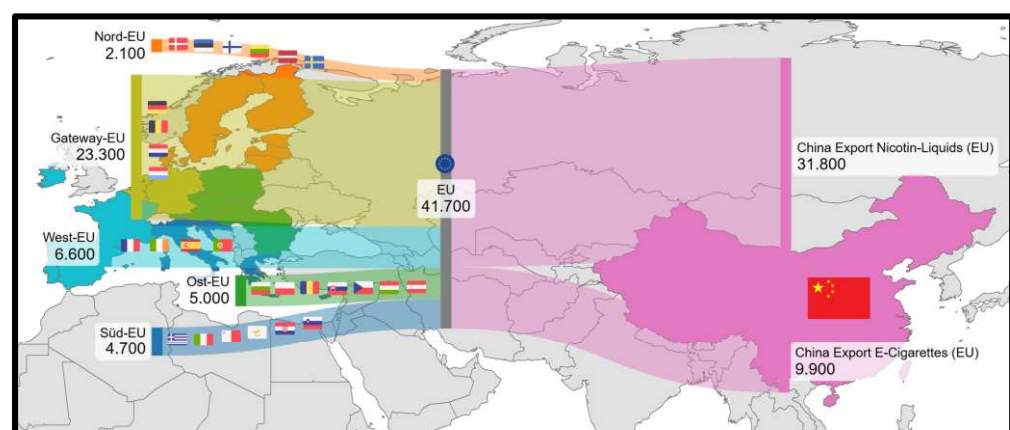 Nord-EU
2.100
Gateway-EU
23.300
China Export Nicotin-Liquids (EU)
31.800
EU
41.700
West-EU
6.600
Ost-EU
5.000
Süd-EU
4.700
China Export E-Cigarettes (EU)
9.900